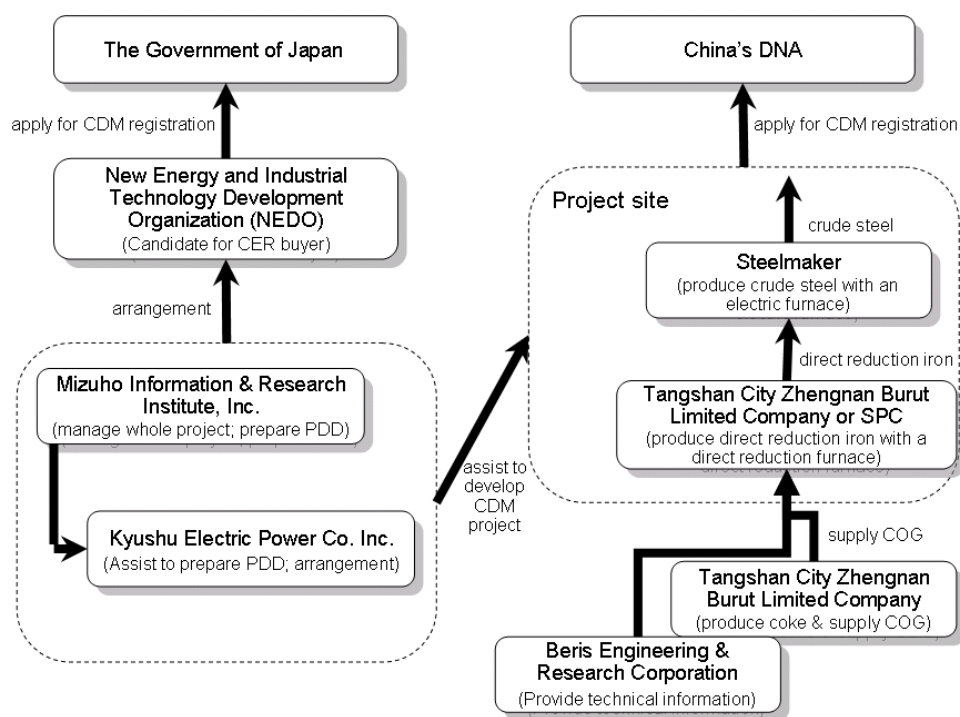 The Government of Japan
apply for CDM registration
New Energy and Industrial
Technology Development
Organization (NEDO)
(Candidate for CER buyer)
arrangement
Mizuho Information & Research
Institute, Inc.
(manage whole project; prepare PDD)
Kyushu Electric Power Co. Inc.
(Assist to prepare PDD; arrangement)
assist to
develop
CDM
project
China's DNA
apply for CDM registration
Project site
crude steel
Steelmaker
(produce crude steel with an
electric furnace)
direct reduction iron
Tangshan City Zhengnan Burut
Limited Company or SPC
(produce direct reduction iron with a
direct reduction furnace)
supply COG
Tangshan City Zhengnan
Burut Limited Company
(produce coke & supply COG)
Beris Engineering &
Research Corporation
(Provide technical information)